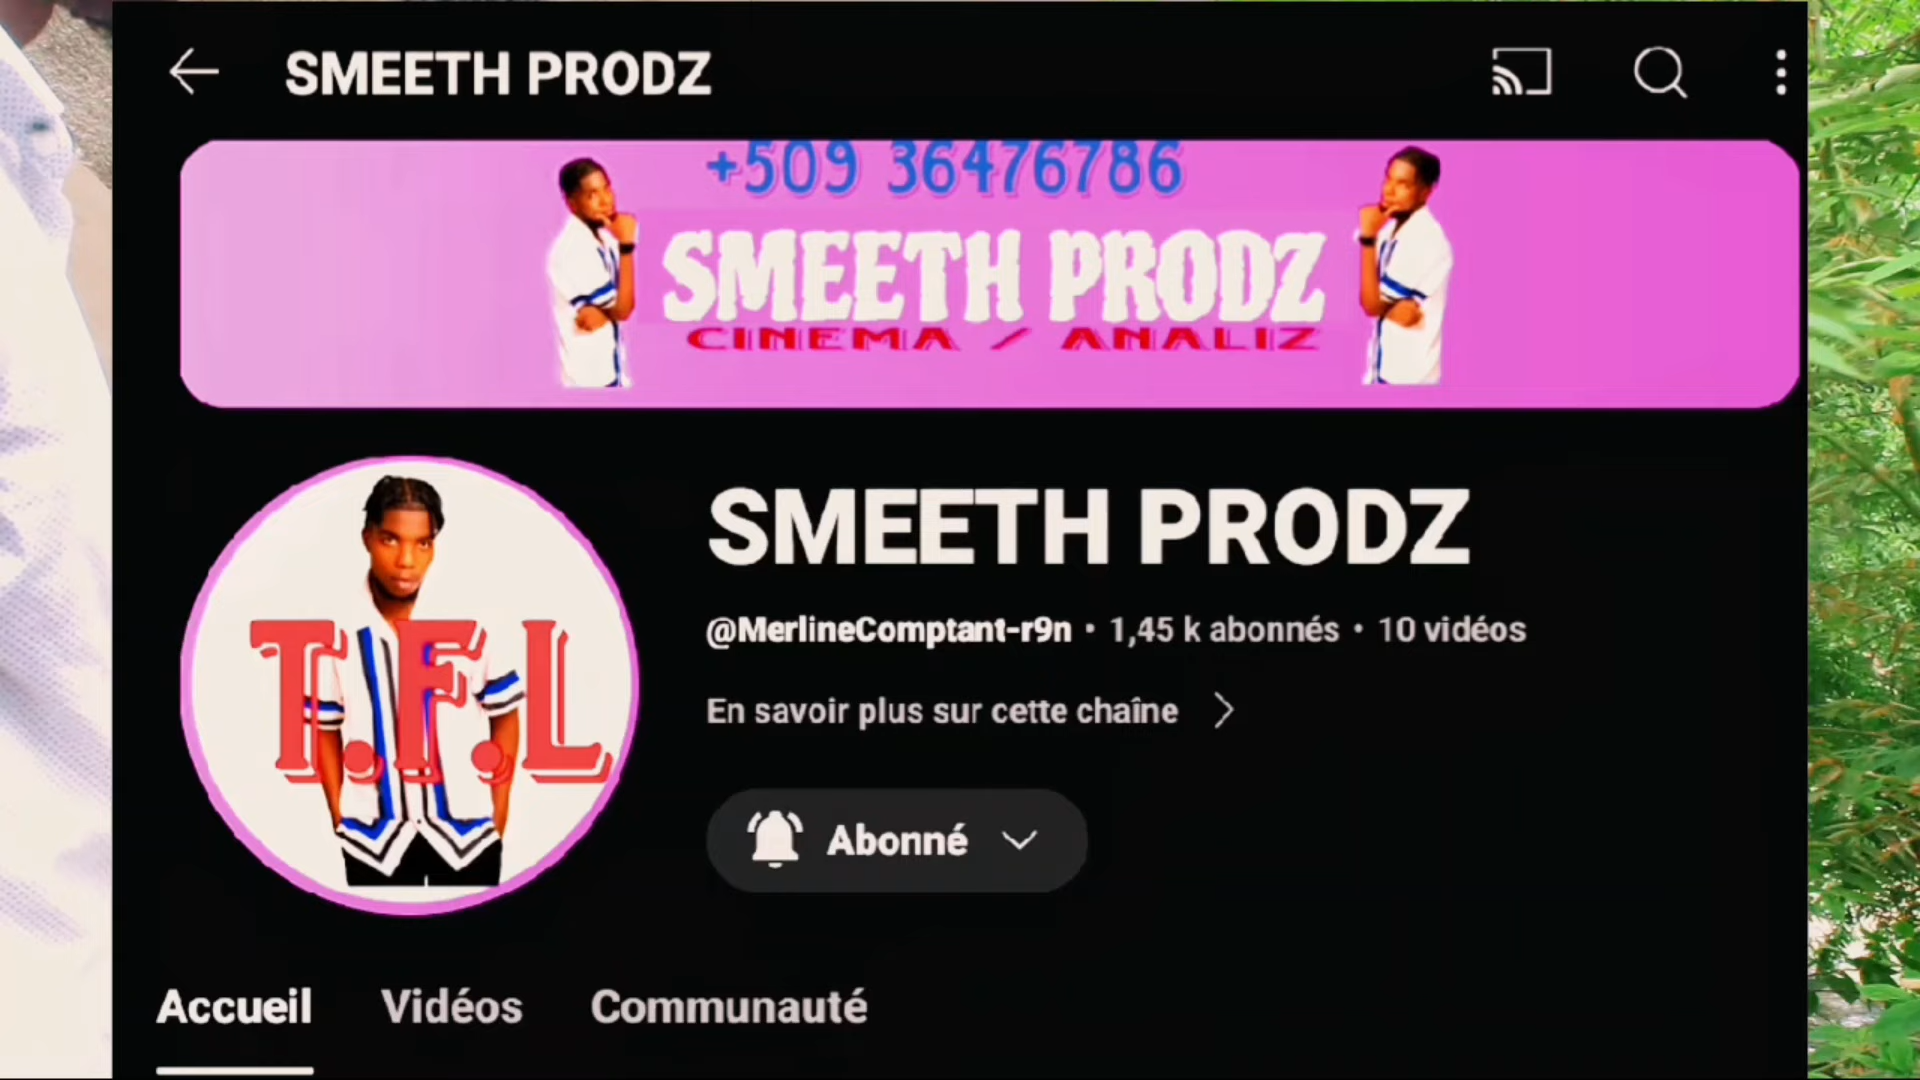 SMEETH PRODZ
+509 36476786
SMEETH PRODZ
CINEMA / ANALIZ
T.F.L
SMEETH PRODZ
@MerlineComptant-r9n • 1,45 k abonnés • 10 vidéos
En savoir plus sur cette chaîne
Abonné
Accueil Vidéos Communauté